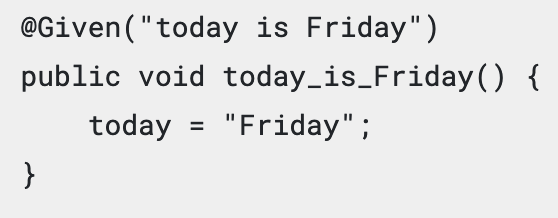 @Given("today is Friday")
public void today_is_Friday() {
    today = "Friday";
}